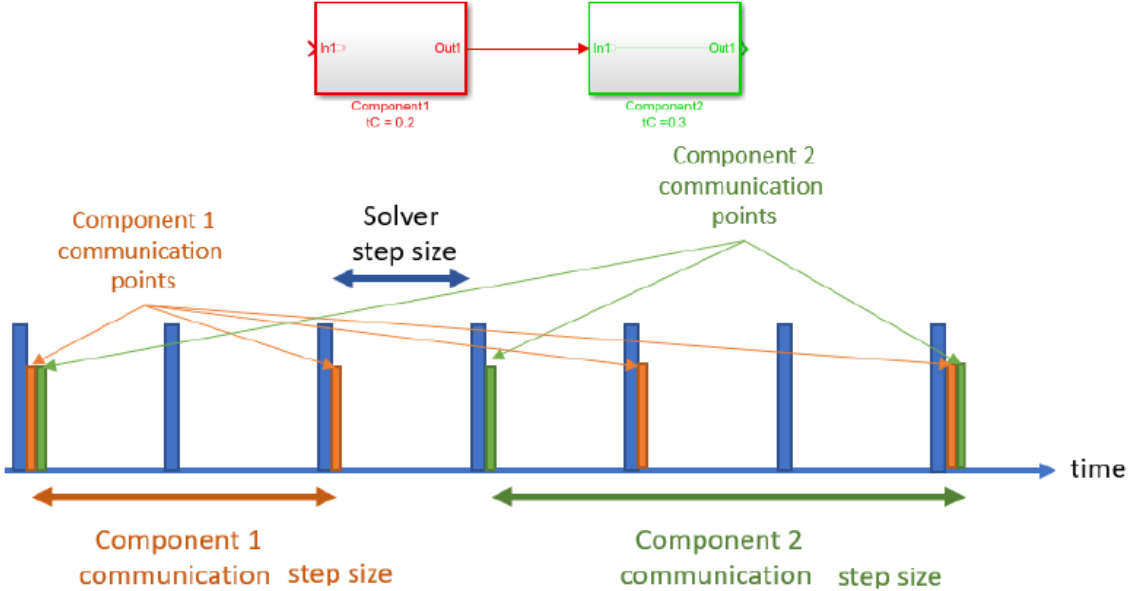 In1 Out1 In1 Out1
Component1 Component2
tC = 0.2 tC =0.3
Component 2
communication
points
Component 1
communication
points
Solver
step size
time
Component 1
communication step size
Component 2
communication step size